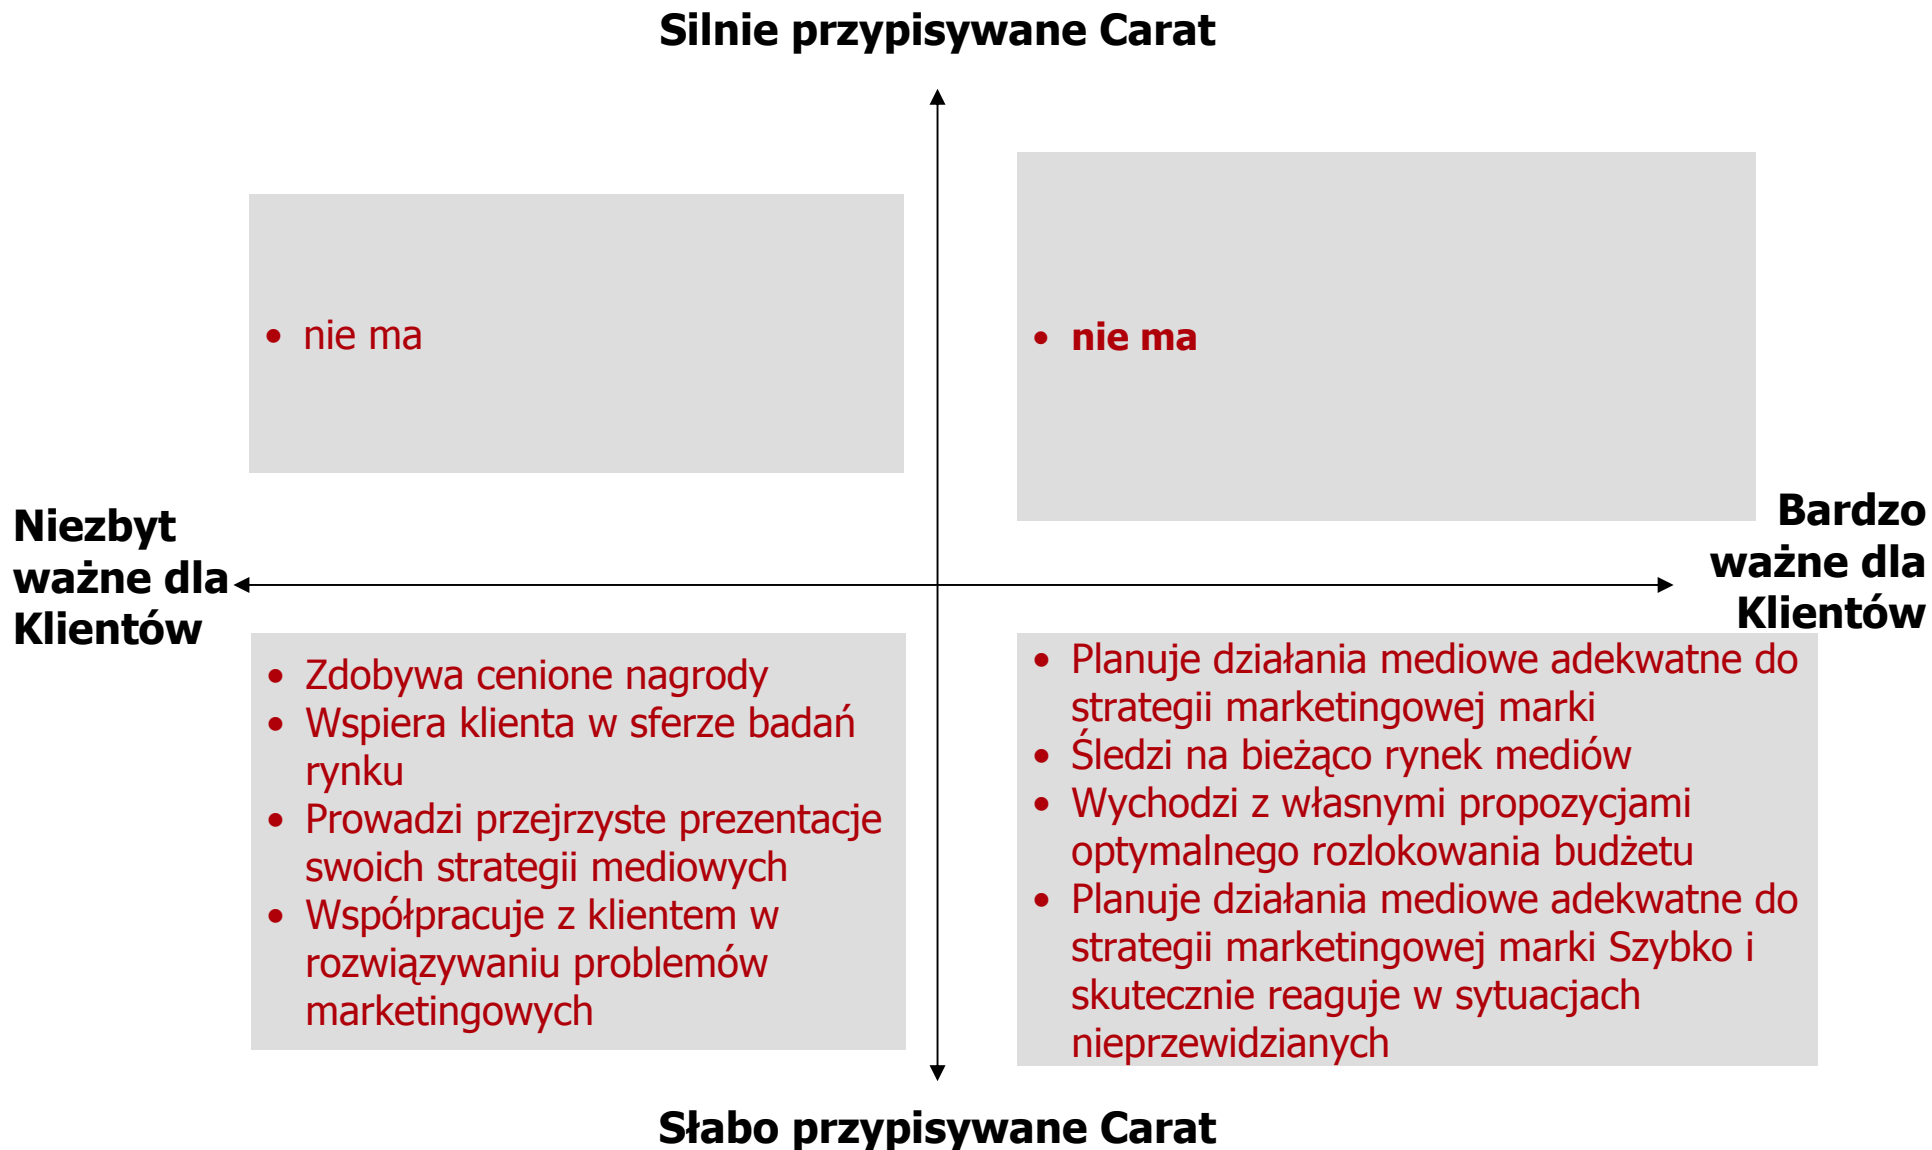 Silnie przypisywane Carat
• nie ma
• nie ma
Niezbyt
ważne dla
Klientów
Bardzo
ważne dla
Klientów
• Zdobywa cenione nagrody
• Wspiera klienta w sferze badań
rynku
• Prowadzi przejrzyste prezentacje
swoich strategii mediowych
• Współpracuje z klientem w
rozwiązywaniu problemów
marketingowych
• Planuje działania mediowe adekwatne do
strategii marketingowej marki
• Śledzi na bieżąco rynek mediów
• Wychodzi z własnymi propozycjami
optymalnego rozlokowania budżetu
• Planuje działania mediowe adekwatne do
strategii marketingowej marki Szybko i
skutecznie reaguje w sytuacjach
nieprzewidzianych
Słabo przypisywane Carat